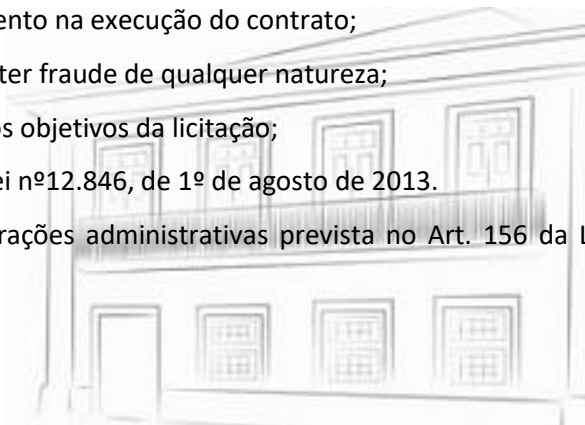 ento na execução do contrato;
ter fraude de qualquer natureza;
os objetivos da licitação;
ei nº12.846, de 1º de agosto de 2013.
rações administrativas prevista no Art. 156 da L